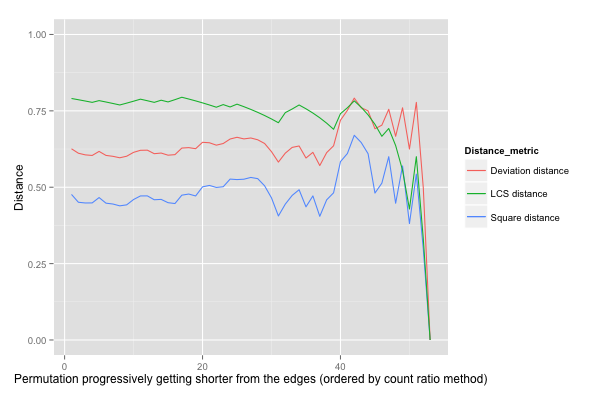 1.00
0.75
0.50
0.25
0.00
Distance
0
20
40
Permutation progressively getting shorter from the edges (ordered by count ratio method)
Distance_metric
Deviation distance
LCS distance
Square distance